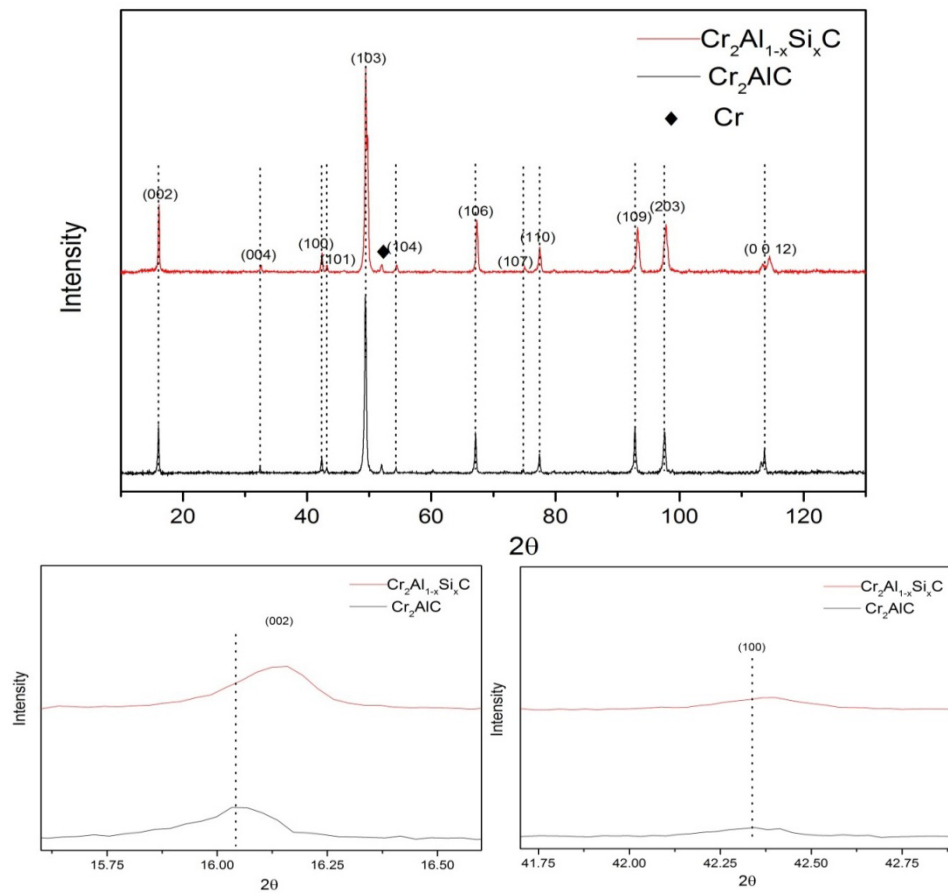 Cr₂Al₁₋ₓSiₓC
Cr₂AlC
◆ Cr
(103)
(002)
(004)
(100)
(101)
(104)
(106)
(107)
(110)
(109)
(203)
(0 0 12)
Intensity
20 40 60 80 100 120
2θ
Cr₂Al₁₋ₓSiₓC
Cr₂AlC
(002)
Intensity
15.75 16.00 16.25 16.50
2θ
Cr₂Al₁₋ₓSiₓC
Cr₂AlC
(100)
Intensity
41.75 42.00 42.25 42.50 42.75
2θ